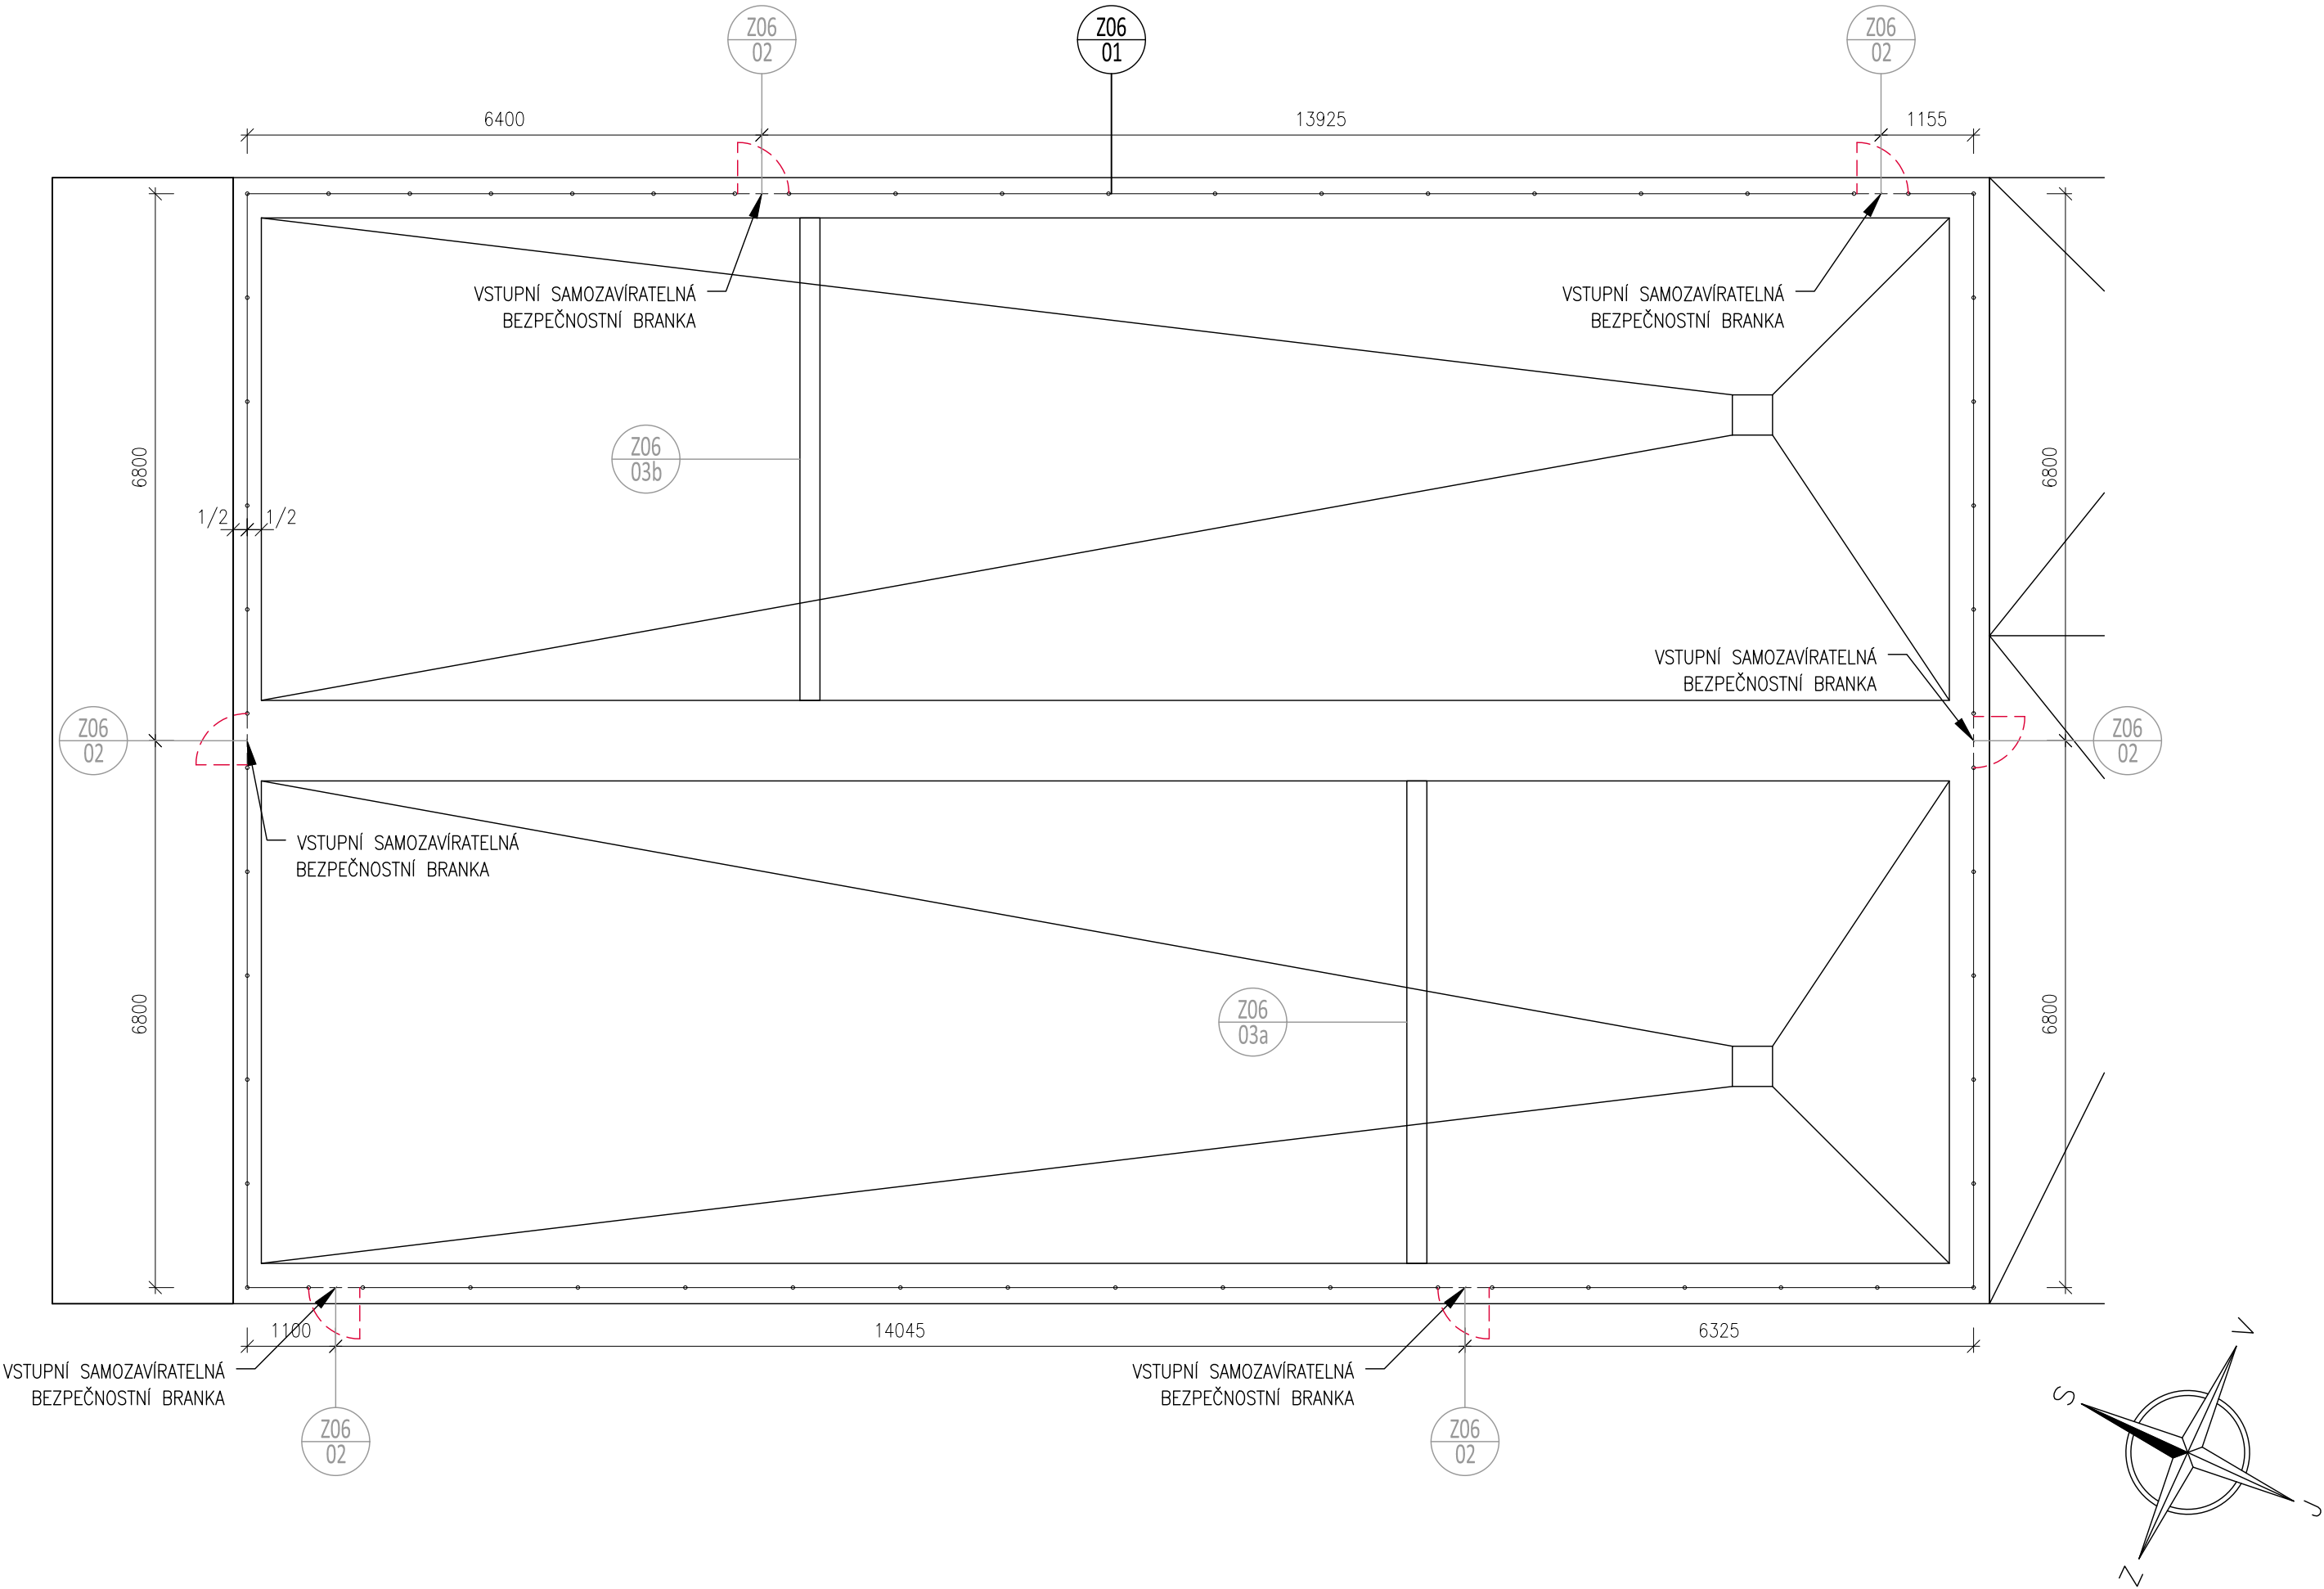 Z06
02
Z06
01
Z06
02
6400
13925
1155
VSTUPNÍ SAMOZAVÍRATELNÁ
BEZPEČNOSTNÍ BRANKA
VSTUPNÍ SAMOZAVÍRATELNÁ
BEZPEČNOSTNÍ BRANKA
6800
Z06
03b
6800
1/2
1/2
VSTUPNÍ SAMOZAVÍRATELNÁ
BEZPEČNOSTNÍ BRANKA
Z06
02
Z06
02
VSTUPNÍ SAMOZAVÍRATELNÁ
BEZPEČNOSTNÍ BRANKA
6800
Z06
03a
6800
1100
14045
6325
VSTUPNÍ SAMOZAVÍRATELNÁ
BEZPEČNOSTNÍ BRANKA
VSTUPNÍ SAMOZAVÍRATELNÁ
BEZPEČNOSTNÍ BRANKA
Z06
02
Z06
02
V
S
J
Z